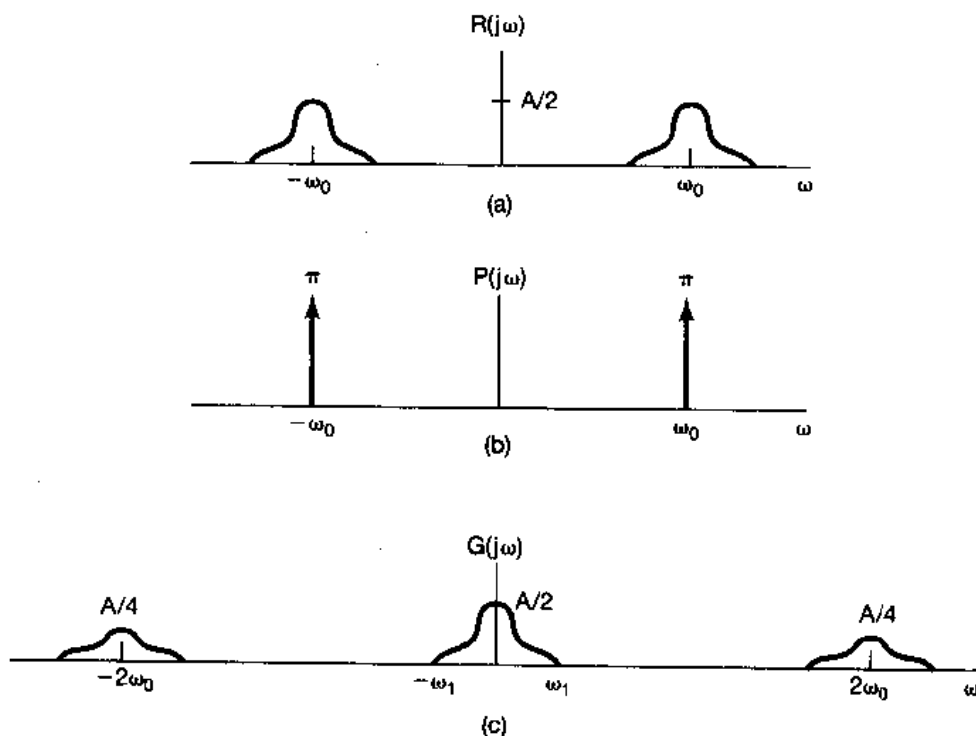 R(jω)
A/2
−ω₀ ω₀ ω
(a)
π P(jω) π
−ω₀ ω₀ ω
(b)
G(jω)
A/4 A/2 A/4
−2ω₀ −ω₁ ω₁ 2ω₀ ω
(c)